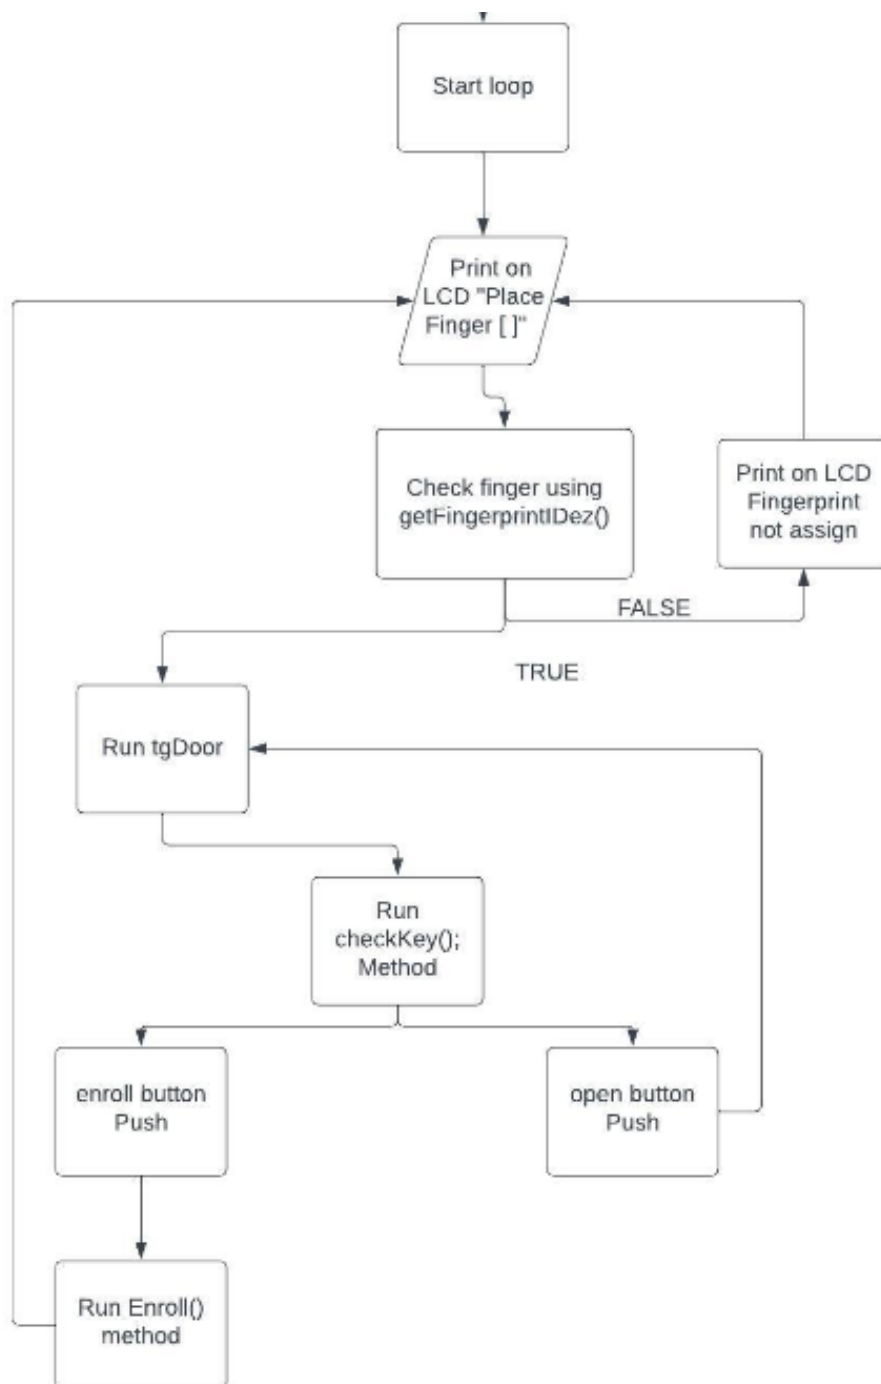 Start loop
Print on
LCD "Place
Finger [ ]"
Check finger using
getFingerprintIDez()
Print on LCD
Fingerprint
not assign
FALSE
TRUE
Run tgDoor
Run
checkKey();
Method
enroll button
Push
open button
Push
Run Enroll()
method